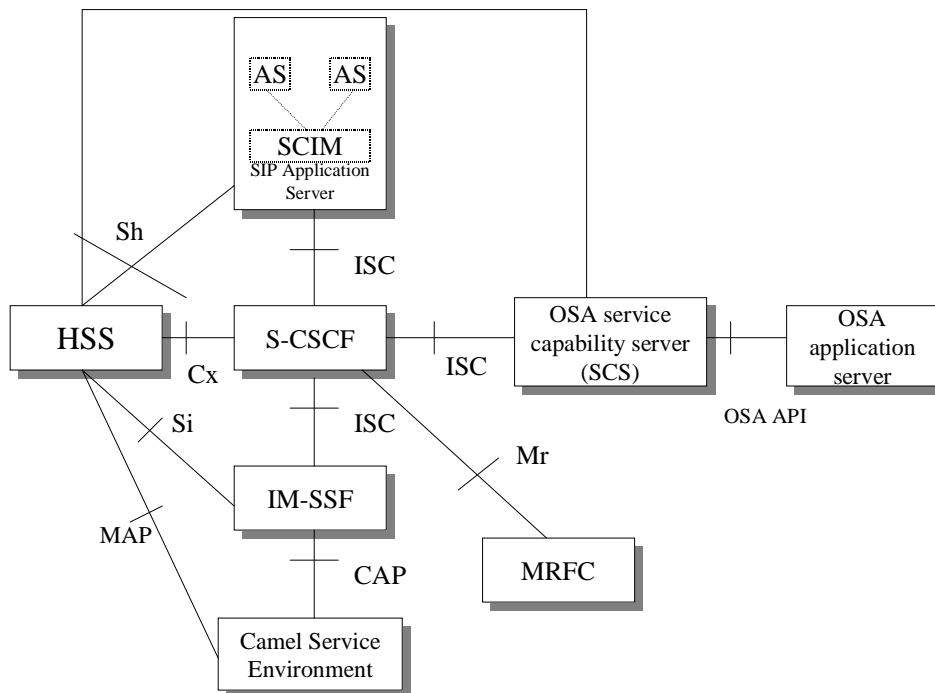 AS AS
SCIM
SIP Application
Server
Sh
ISC
HSS
S-CSCF
OSA service
capability server
(SCS)
OSA
application
server
Cx
ISC
OSA API
Si
ISC
Mr
IM-SSF
MAP
CAP
MRFC
Camel Service
Environment